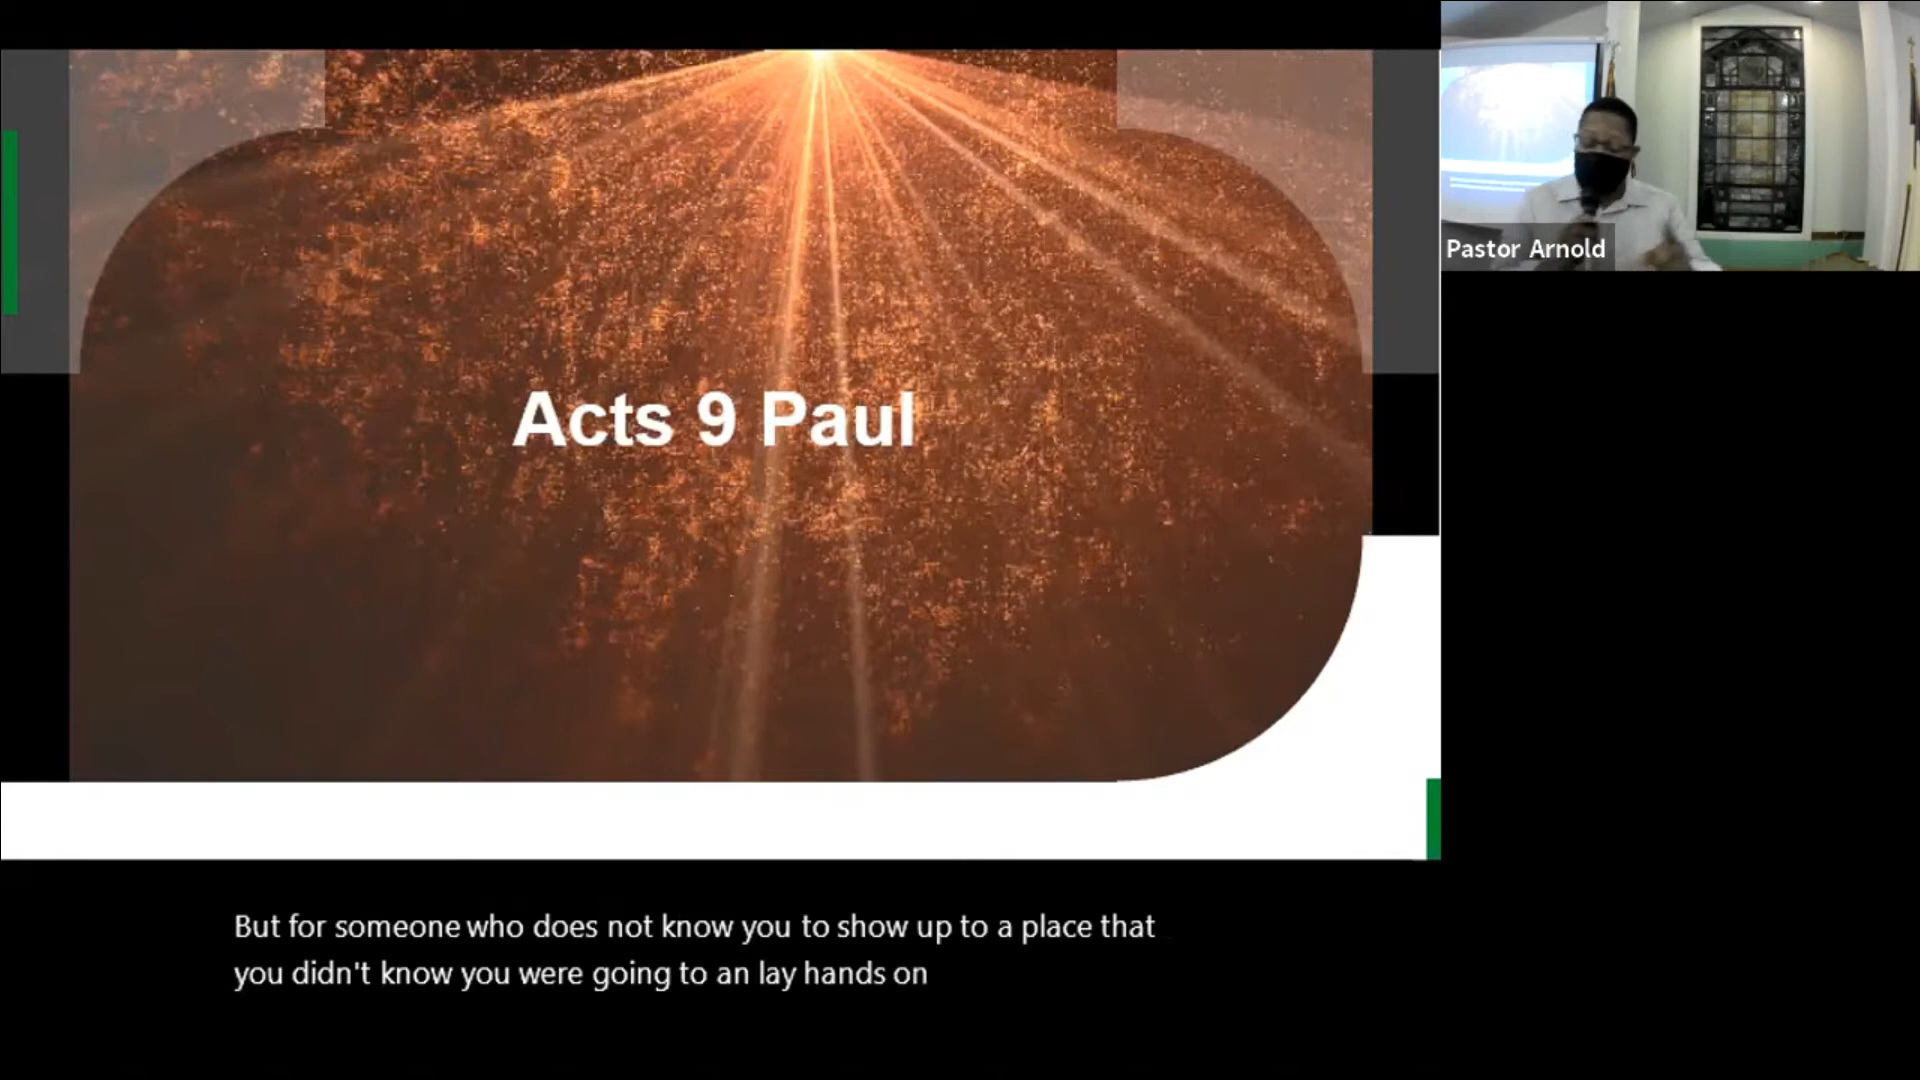 Acts 9 Paul
Pastor Arnold
But for someone who does not know you to show up to a place that
you didn't know you were going to an lay hands on